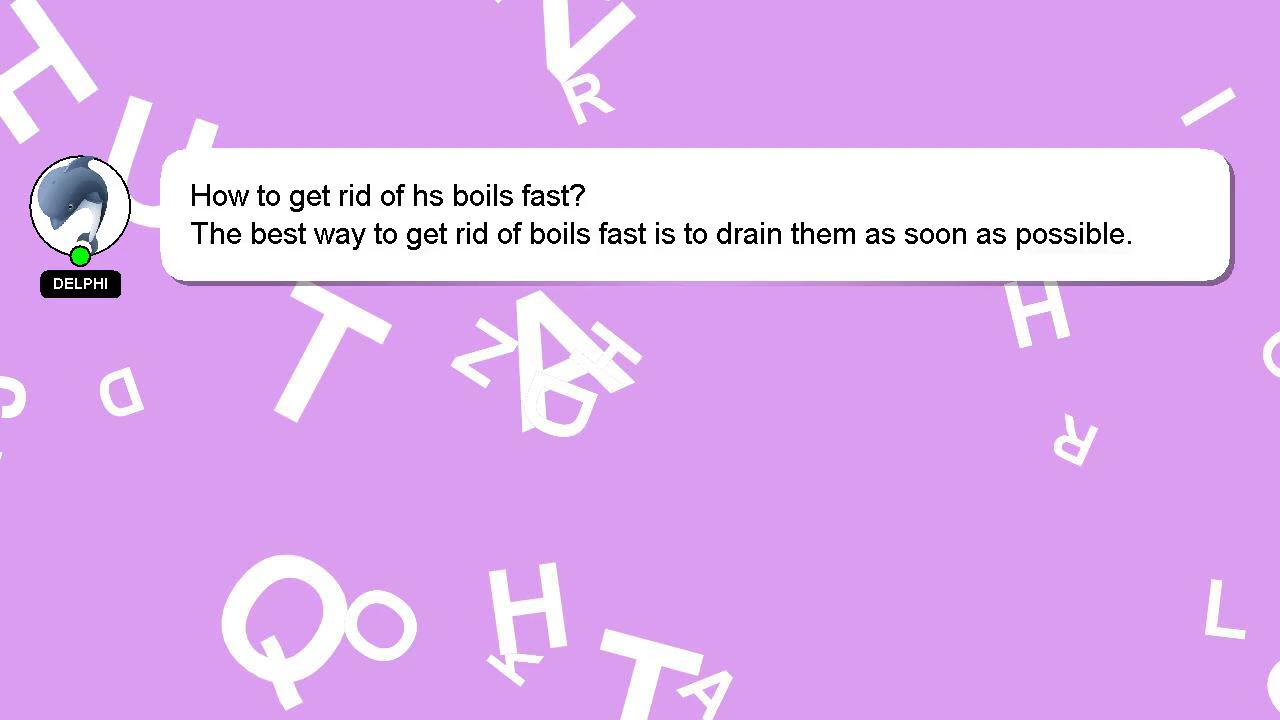 How to get rid of hs boils fast?
The best way to get rid of boils fast is to drain them as soon as possible.
DELPHI